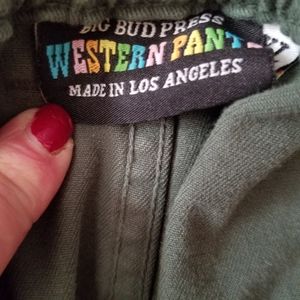 BIG BUD PRESS
WESTERN PANT
MADE IN LOS ANGELES